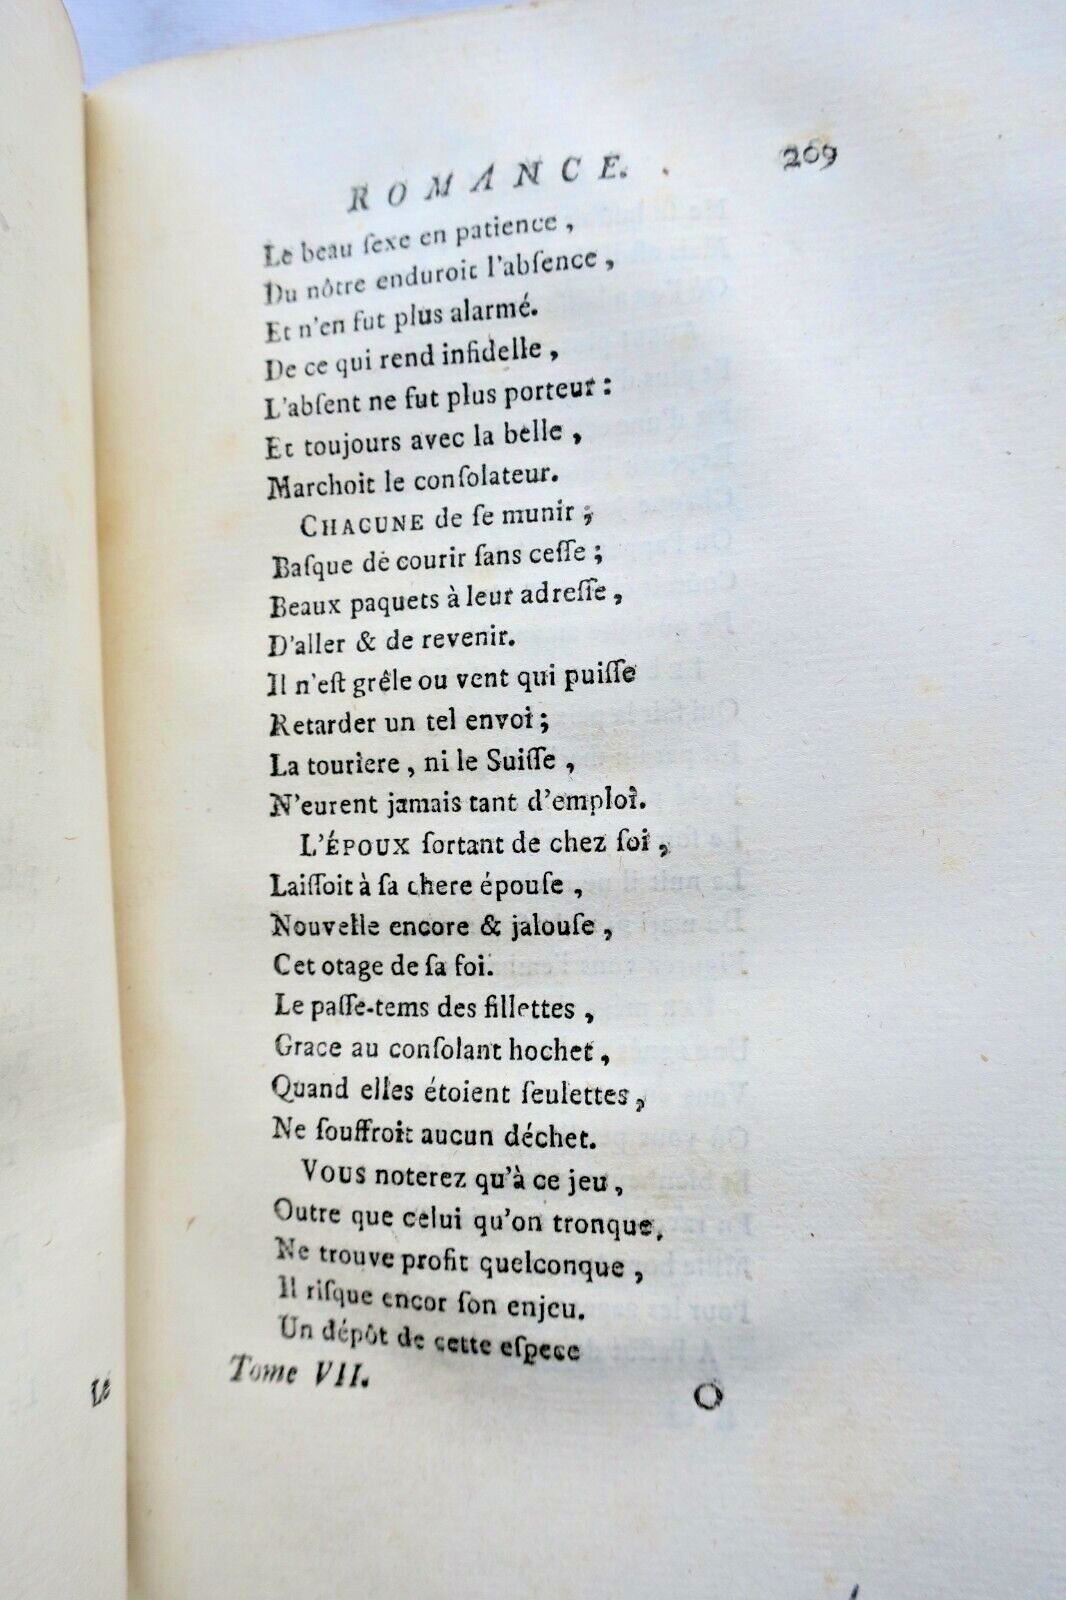 ROMANCE. 269
Le beau ſexe en patience,
Du nôtre enduroit l'abſence,
Et n'en fut plus alarmé.
De ce qui rend infidelle,
L'abſent ne fut plus porteur :
Et toujours avec la belle,
Marchoit le conſolateur.
CHACUNE de ſe munir ;
Baſque de courir ſans ceſſe ;
Beaux paquets à leur adreſſe,
D'aller & de revenir.
Il n'eſt grêle ou vent qui puiſſe
Retarder un tel envoi ;
La touriere, ni le Suiſſe,
N'eurent jamais tant d'emploi.
L'ÉPOUX ſortant de chez ſoi,
Laiſſoit à ſa chere épouſe,
Nouvelle encore & jalouſe,
Cet otage de ſa foi.
Le paſſe-tems des fillettes,
Grace au conſolant hochet,
Quand elles étoient ſeulettes,
Ne ſouffroit aucun déchet.
VOUS noterez qu'à ce jeu,
Outre que celui qu'on tronque,
Ne trouve profit quelconque,
Il riſque encor ſon enjeu.
Un dépôt de cette eſpece
Tome VII. O
Le